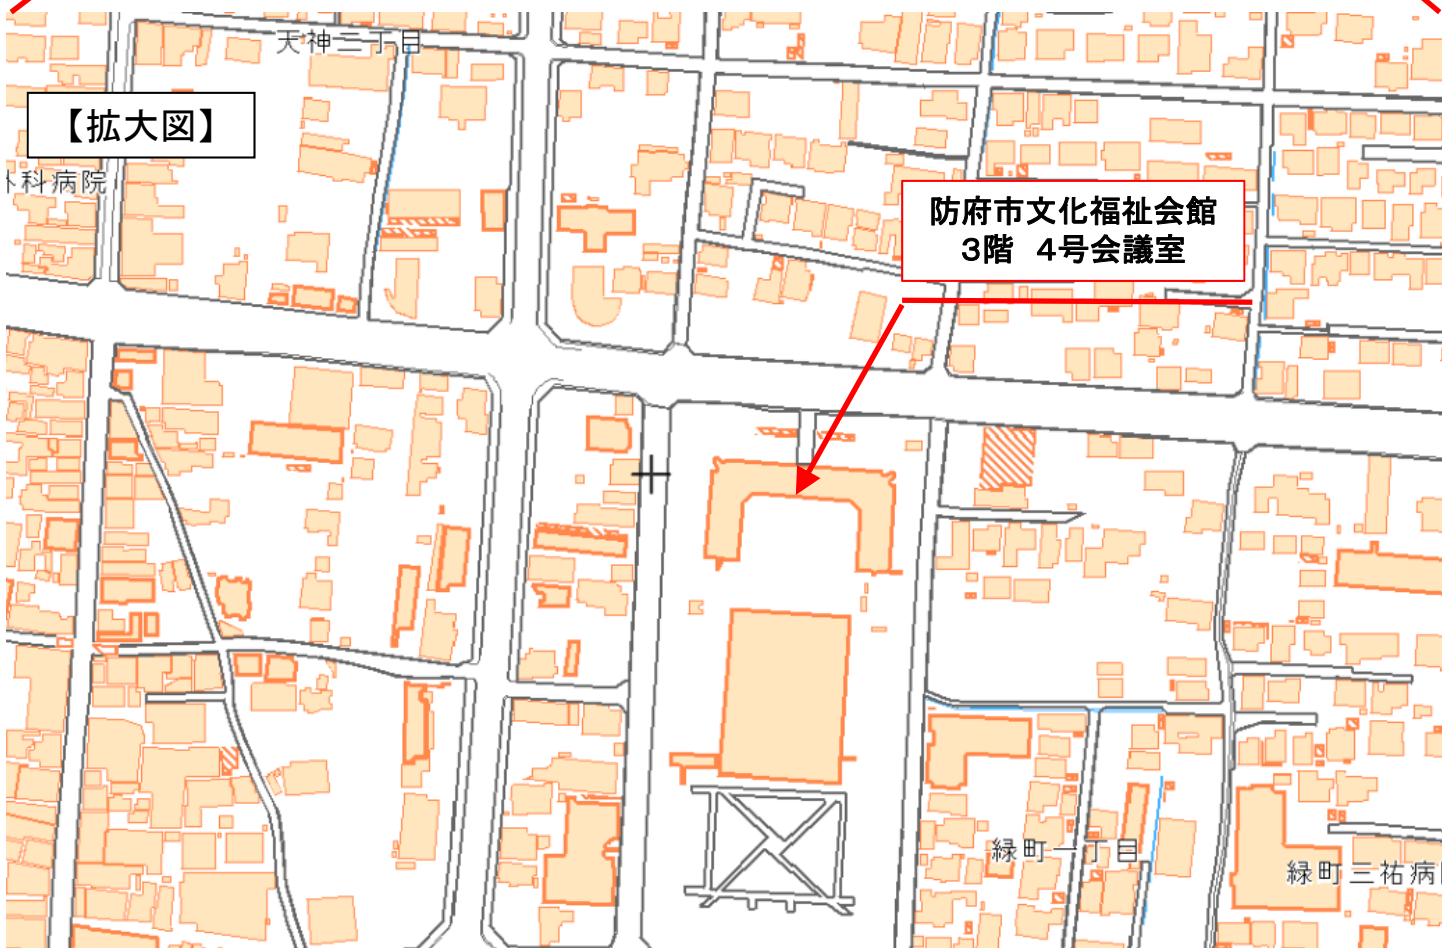 天神二丁目
【拡大図】
外科病院
防府市文化福祉会館
３階　４号会議室
緑町一丁目
緑町三祐病